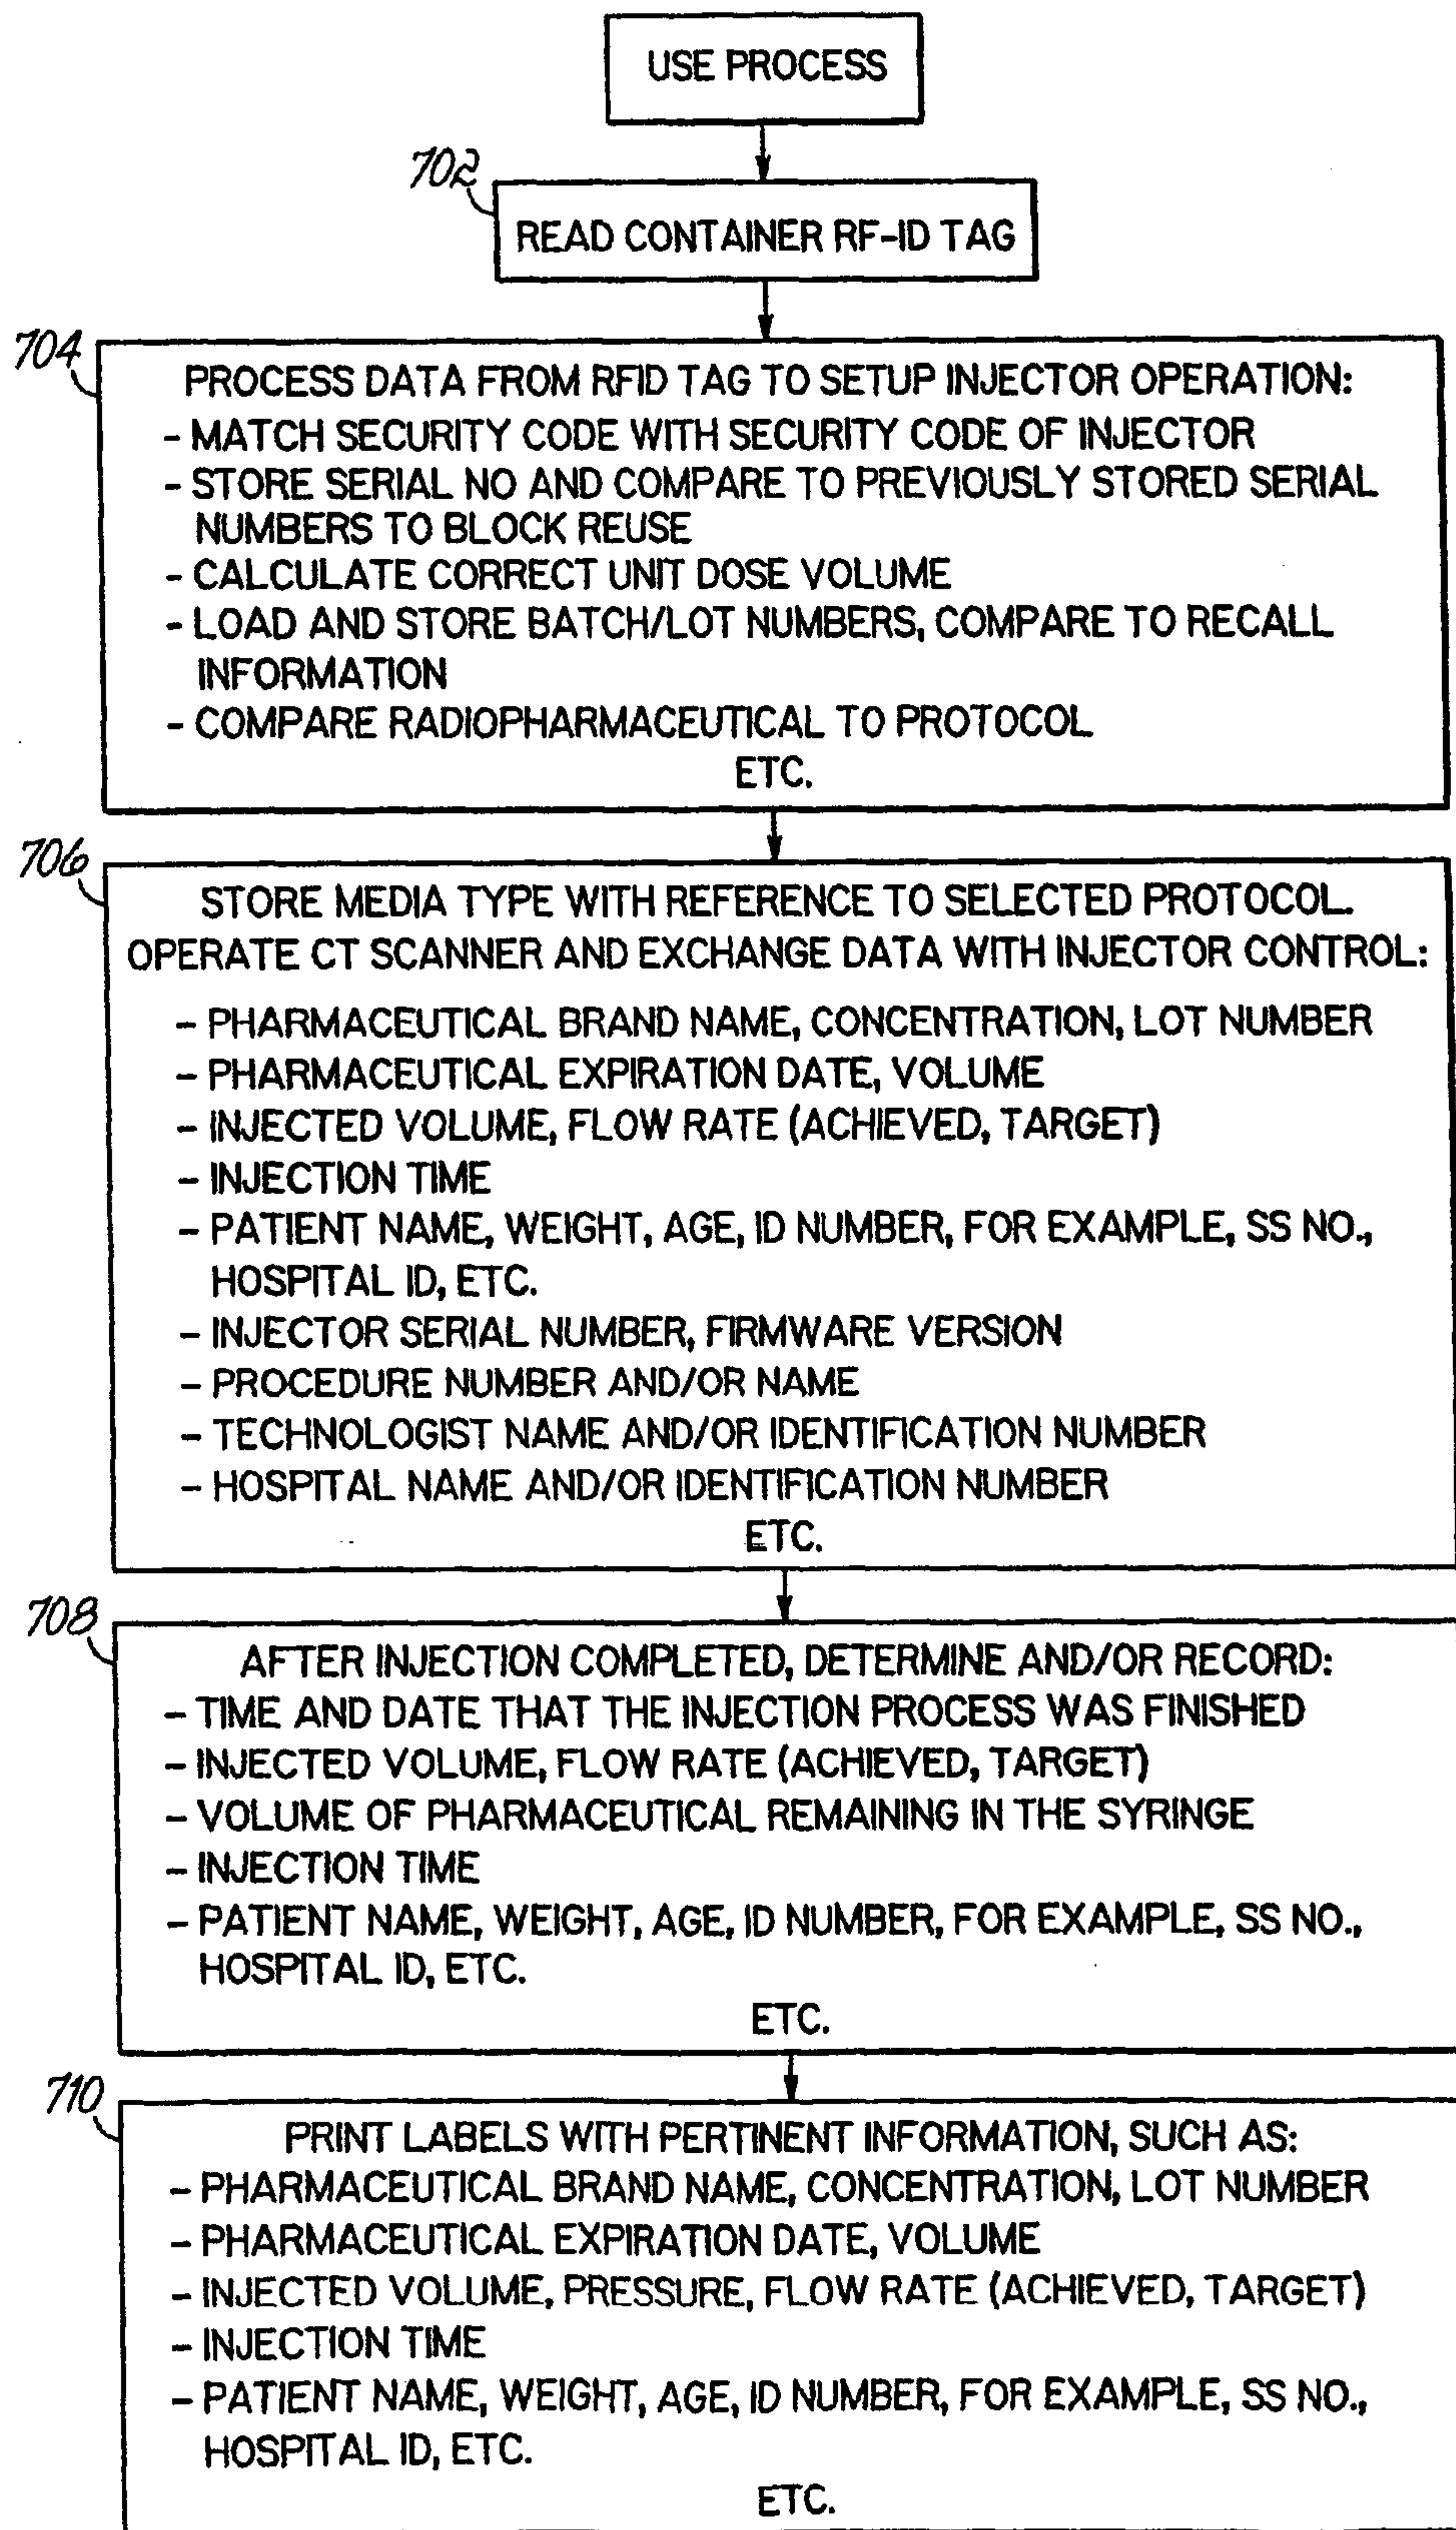 USE PROCESS
702
READ CONTAINER RF-ID TAG
704
PROCESS DATA FROM RFID TAG TO SETUP INJECTOR OPERATION:
- MATCH SECURITY CODE WITH SECURITY CODE OF INJECTOR
- STORE SERIAL NO AND COMPARE TO PREVIOUSLY STORED SERIAL
NUMBERS TO BLOCK REUSE
- CALCULATE CORRECT UNIT DOSE VOLUME
- LOAD AND STORE BATCH/LOT NUMBERS, COMPARE TO RECALL
INFORMATION
- COMPARE RADIOPHARMACEUTICAL TO PROTOCOL
ETC.
706
STORE MEDIA TYPE WITH REFERENCE TO SELECTED PROTOCOL.
OPERATE CT SCANNER AND EXCHANGE DATA WITH INJECTOR CONTROL:
- PHARMACEUTICAL BRAND NAME, CONCENTRATION, LOT NUMBER
- PHARMACEUTICAL EXPIRATION DATE, VOLUME
- INJECTED VOLUME, FLOW RATE (ACHIEVED, TARGET)
- INJECTION TIME
- PATIENT NAME, WEIGHT, AGE, ID NUMBER, FOR EXAMPLE, SS NO.,
HOSPITAL ID, ETC.
- INJECTOR SERIAL NUMBER, FIRMWARE VERSION
- PROCEDURE NUMBER AND/OR NAME
- TECHNOLOGIST NAME AND/OR IDENTIFICATION NUMBER
- HOSPITAL NAME AND/OR IDENTIFICATION NUMBER
ETC.
708
AFTER INJECTION COMPLETED, DETERMINE AND/OR RECORD:
- TIME AND DATE THAT THE INJECTION PROCESS WAS FINISHED
- INJECTED VOLUME, FLOW RATE (ACHIEVED, TARGET)
- VOLUME OF PHARMACEUTICAL REMAINING IN THE SYRINGE
- INJECTION TIME
- PATIENT NAME, WEIGHT, AGE, ID NUMBER, FOR EXAMPLE, SS NO.,
HOSPITAL ID, ETC.
ETC.
710
PRINT LABELS WITH PERTINENT INFORMATION, SUCH AS:
- PHARMACEUTICAL BRAND NAME, CONCENTRATION, LOT NUMBER
- PHARMACEUTICAL EXPIRATION DATE, VOLUME
- INJECTED VOLUME, PRESSURE, FLOW RATE (ACHIEVED, TARGET)
- INJECTION TIME
- PATIENT NAME, WEIGHT, AGE, ID NUMBER, FOR EXAMPLE, SS NO.,
HOSPITAL ID, ETC.
ETC.